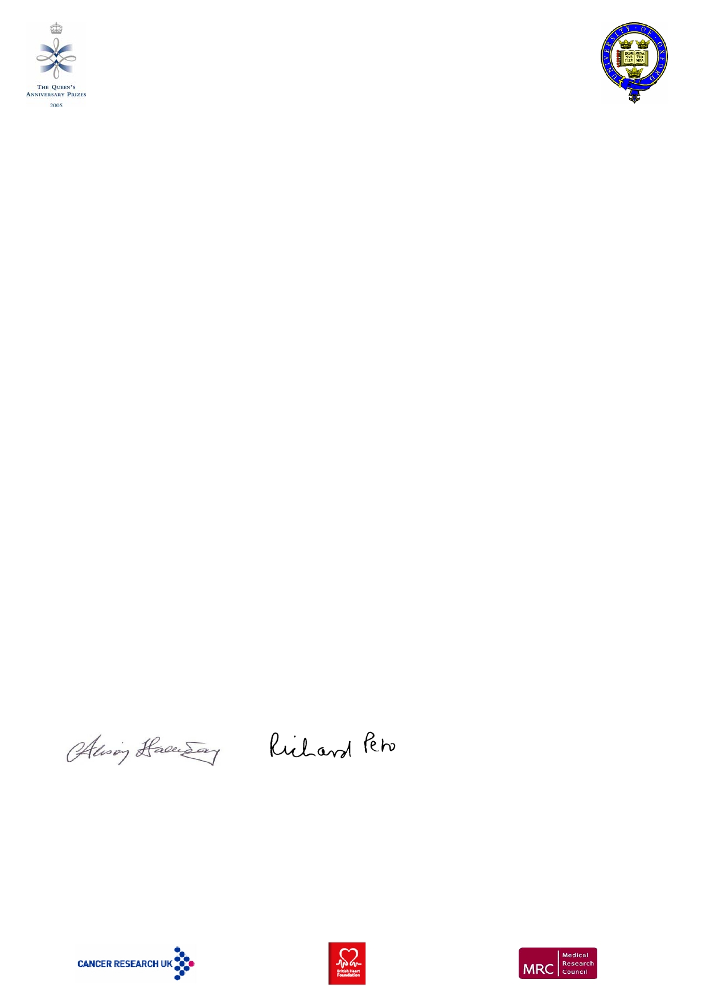 The Queen's
Anniversary Prizes
2005
UNIVERSITY · OF · OXFORD
DOMI MINA
NVS TIO
ILLV MEA
Alison Halliday
Richard Peto
CANCER RESEARCH UK
British Heart
Foundation
MRC
Medical
Research
Council